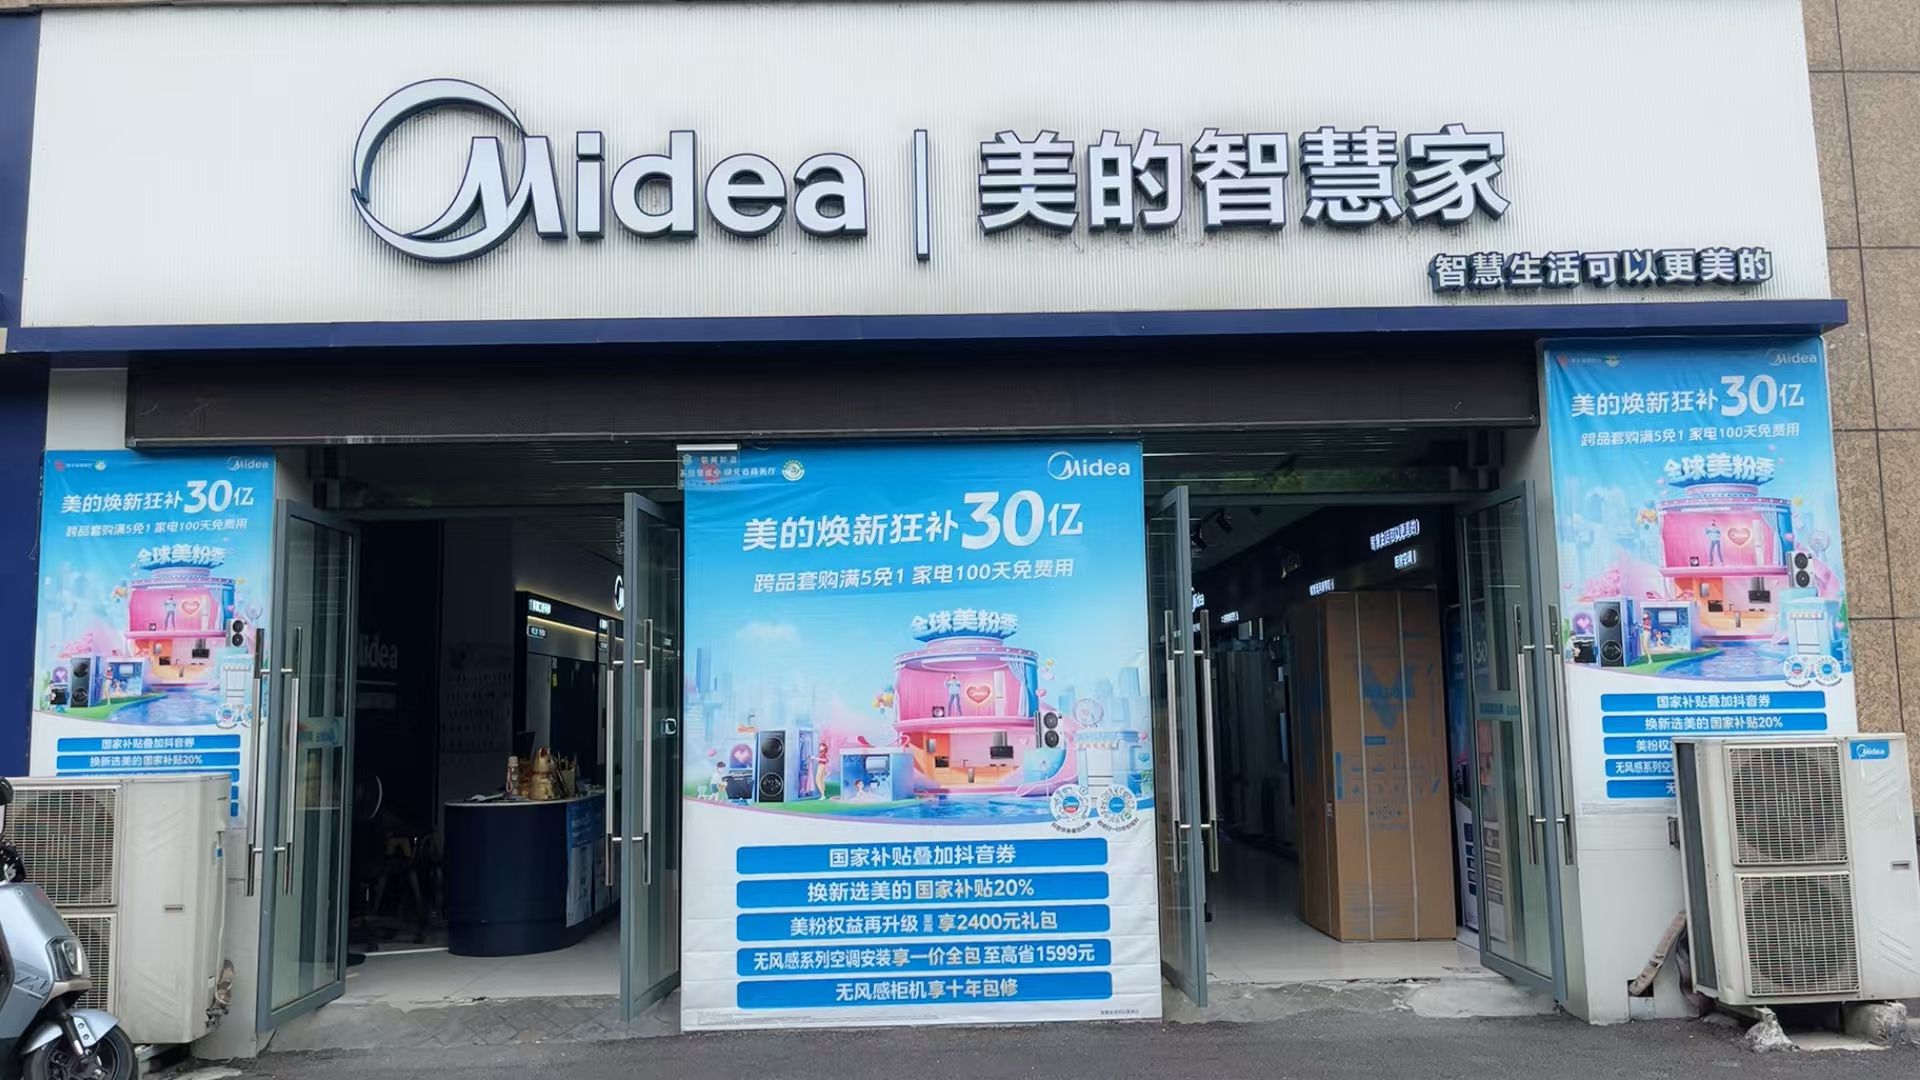 Midea | 美的智慧家
智慧生活可以更美的
Midea
美的焕新狂补30亿
跨品套购满5免1 家电100天免费用
全球美粉季
国家补贴叠加抖音券
换新选美的国家补贴20%
Midea
Midea
美的焕新狂补30亿
跨品套购满5免1 家电100天免费用
全球美粉季
国家补贴叠加抖音券
换新选美的国家补贴20%
美粉权益再升级 至高 享2400元礼包
无风感系列空调安装享一价全包 至高省1599元
无风感柜机享十年包修
Midea
美的焕新狂补30亿
跨品套购满5免1 家电100天免费用
全球美粉季
国家补贴叠加抖音券
换新选美的国家补贴20%
美粉权
无风感系列空
无
Midea